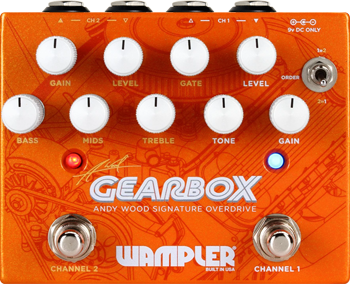 ▲ CH 2 ▼
▲ CH 1 ▼
9v DC ONLY
1>2
GAIN LEVEL GATE LEVEL
ORDER
2>1
BASS MIDS TREBLE TONE GAIN
GEARBOX
ANDY WOOD SIGNATURE OVERDRIVE
WAMPLER
BUILT IN USA
CHANNEL 2 CHANNEL 1